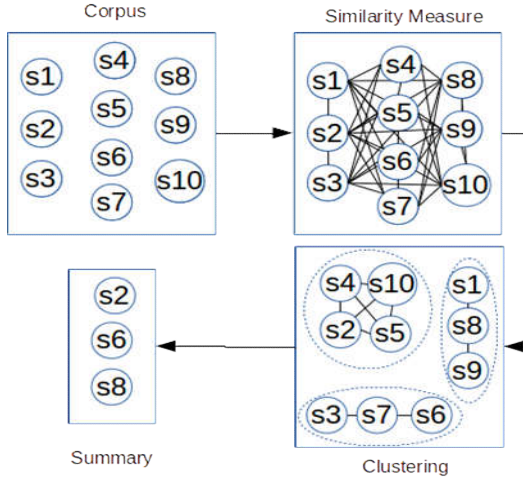 Corpus
Similarity Measure
s1 s4 s8
s2 s5 s9
s3 s6 s10
s7
s1 s4 s8
s2 s5 s9
s3 s6 s10
s7
s2
s6
s8
Summary
s4 s10 s1
s2 s5 s8
s9
s3 s7 s6
Clustering